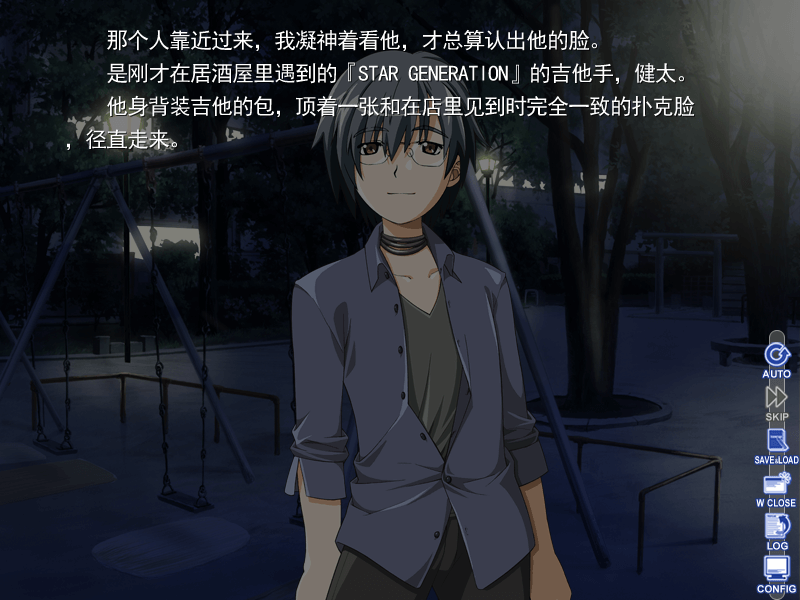 那个人靠近过来，我凝神着看他，才总算认出他的脸。
是刚才在居酒屋里遇到的『STAR GENERATION』的吉他手，健太。
他身背装吉他的包，顶着一张和在店里见到时完全一致的扑克脸
，径直走来。
AUTO
SKIP
SAVE&LOAD
W CLOSE
LOG
CONFIG